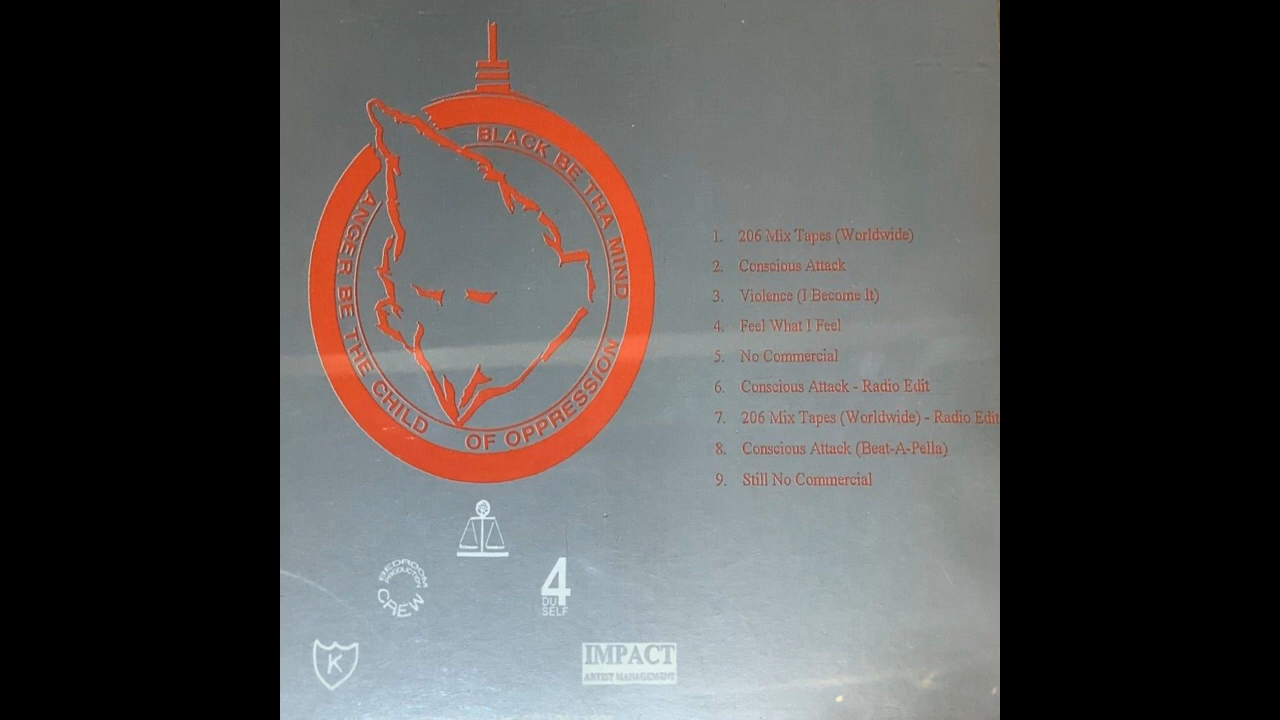 BLACK BE THA MIND
ANGER BE THE CHILD
OF OPPRESSION
1. 206 Mix Tapes (Worldwide)
2. Conscious Attack
3. Violence (I Become It)
4. Feel What I Feel
5. No Commercial
6. Conscious Attack - Radio Edit
7. 206 Mix Tapes (Worldwide) - Radio Edit
8. Conscious Attack (Beat-A-Pella)
9. Still No Commercial
BEDROOM
PRODUCTION
CREW
4
DU
SELF
K
IMPACT
ARTIST MANAGEMENT